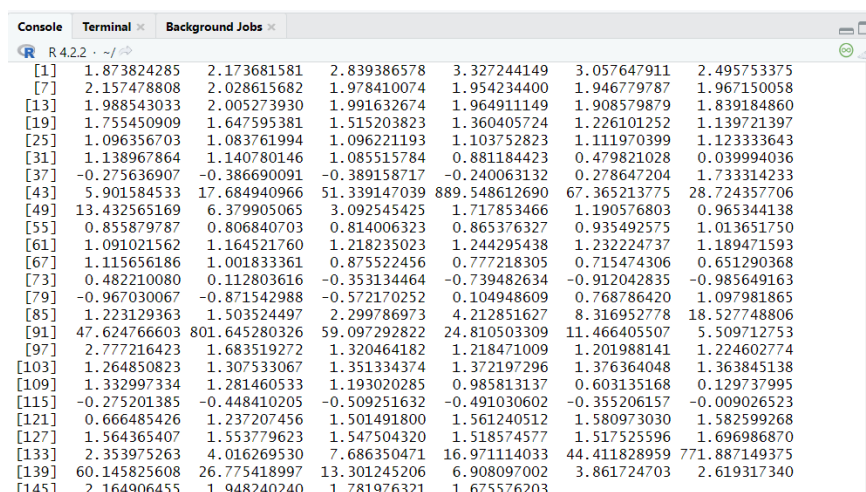 Console Terminal Background Jobs
R 4.2.2 · ~/
[1] 1.873824285 2.173681581 2.839386578 3.327244149 3.057647911 2.495753375
[7] 2.157478808 2.028615682 1.978410074 1.954234400 1.946779787 1.967150058
[13] 1.988543033 2.005273930 1.991632674 1.964911149 1.908579879 1.839184860
[19] 1.755450909 1.647595381 1.515203823 1.360405724 1.226101252 1.139721397
[25] 1.096356703 1.083761994 1.096221193 1.103752823 1.111970399 1.123333643
[31] 1.138967864 1.140780146 1.085515784 0.881184423 0.479821028 0.039994036
[37] -0.275636907 -0.386690091 -0.389158717 -0.240063132 0.278647204 1.733314233
[43] 5.901584533 17.684940966 51.339147039 889.548612690 67.365213775 28.724357706
[49] 13.432565169 6.379905065 3.092545425 1.717853466 1.190576803 0.965344138
[55] 0.855879787 0.806840703 0.814006323 0.865376327 0.935492575 1.013651750
[61] 1.091021562 1.164521760 1.218235023 1.244295438 1.232224737 1.189471593
[67] 1.115656186 1.001833361 0.875522456 0.777218305 0.715474306 0.651290368
[73] 0.482210080 0.112803616 -0.353134464 -0.739482634 -0.912042835 -0.985649163
[79] -0.967030067 -0.871542988 -0.572170252 0.104948609 0.768786420 1.097981865
[85] 1.223129363 1.503524497 2.299786973 4.212851627 8.316952778 18.527748806
[91] 47.624766603 801.645280326 59.097292822 24.810503309 11.466405507 5.509712753
[97] 2.777216423 1.683519272 1.320464182 1.218471009 1.201988141 1.224602774
[103] 1.264850823 1.307533067 1.351334374 1.372197296 1.376364048 1.363845138
[109] 1.332997334 1.281460533 1.193020285 0.985813137 0.603135168 0.129737995
[115] -0.275201385 -0.448410205 -0.509251632 -0.491030602 -0.355206157 -0.009026523
[121] 0.666485426 1.237207456 1.501491800 1.561240512 1.580973030 1.582599268
[127] 1.564365407 1.553779623 1.547504320 1.518574577 1.517525596 1.696986870
[133] 2.353975263 4.016269530 7.686350471 16.971114033 44.411828959 771.887149375
[139] 60.145825608 26.775418997 13.301245206 6.908097002 3.861724703 2.619317340
[145] 2.164906455 1.948240240 1.781976321 1.675576203